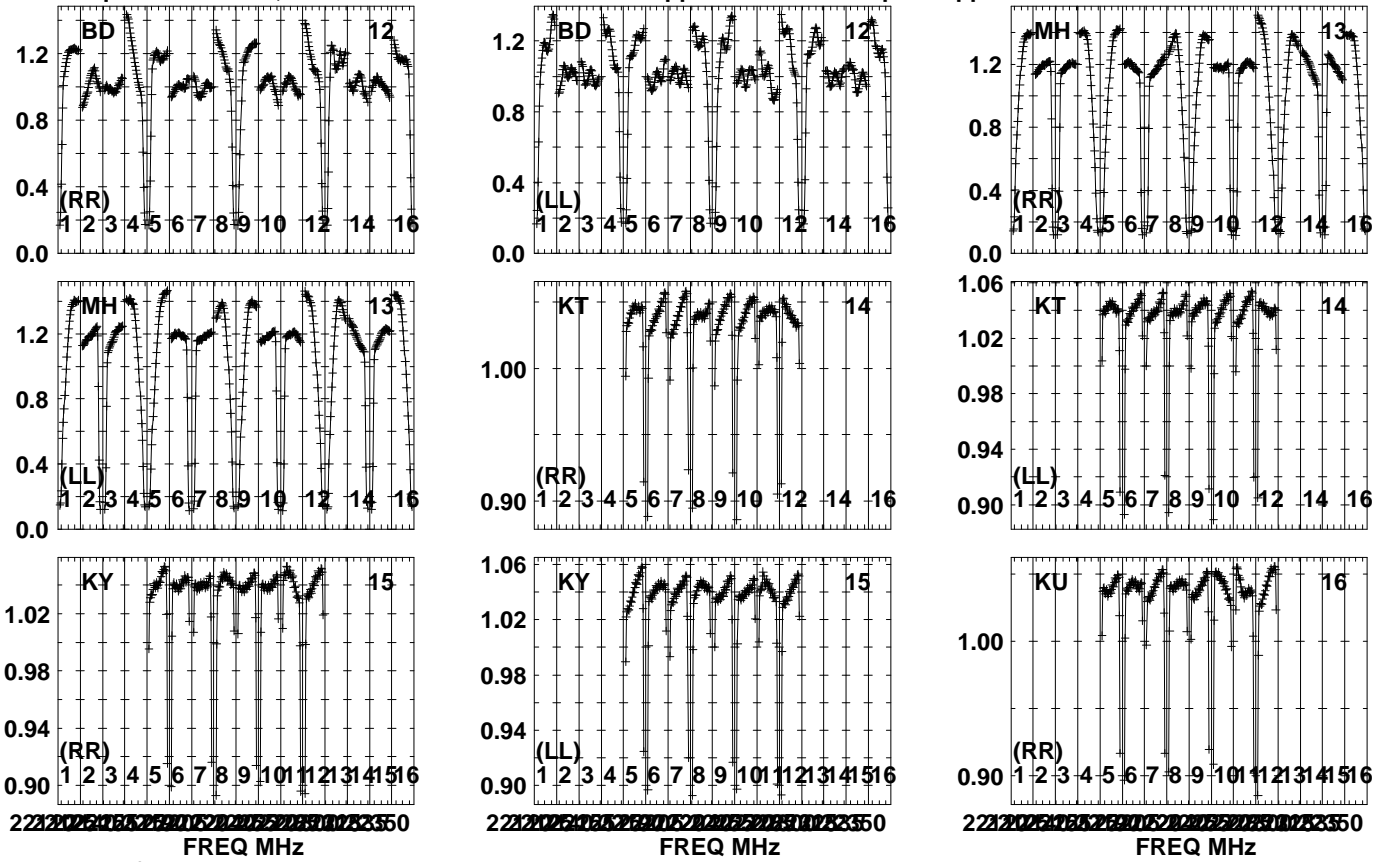 BD 12
1.2
0.8
0.4
0.0
(RR)
1 2 3 4 5 6 7 8 9 10 12 14 16
BD 12
1.2
0.8
0.4
0.0
(LL)
1 2 3 4 5 6 7 8 9 10 12 14 16
MH 13
1.2
0.8
0.4
0.0
(RR)
1 2 3 4 5 6 7 8 9 10 12 14 16
MH 13
1.2
0.8
0.4
0.0
(LL)
1 2 3 4 5 6 7 8 9 10 12 14 16
KT 14
1.00
0.90
(RR)
1 2 3 4 5 6 7 8 9 10 12 14 16
KT 14
1.06
1.02
0.98
0.94
0.90
(LL)
1 2 3 4 5 6 7 8 9 10 12 14 16
KY 15
1.02
0.98
0.94
0.90
(RR)
1 2 3 4 5 6 7 8 9 10 11 12 13 14 15 16
KY 15
1.06
1.02
0.98
0.94
0.90
(LL)
1 2 3 4 5 6 7 8 9 10 11 12 13 14 15 16
KU 16
1.00
0.90
(RR)
1 2 3 4 5 6 7 8 9 10 11 12 13 14 15 16
FREQ MHz
FREQ MHz
FREQ MHz